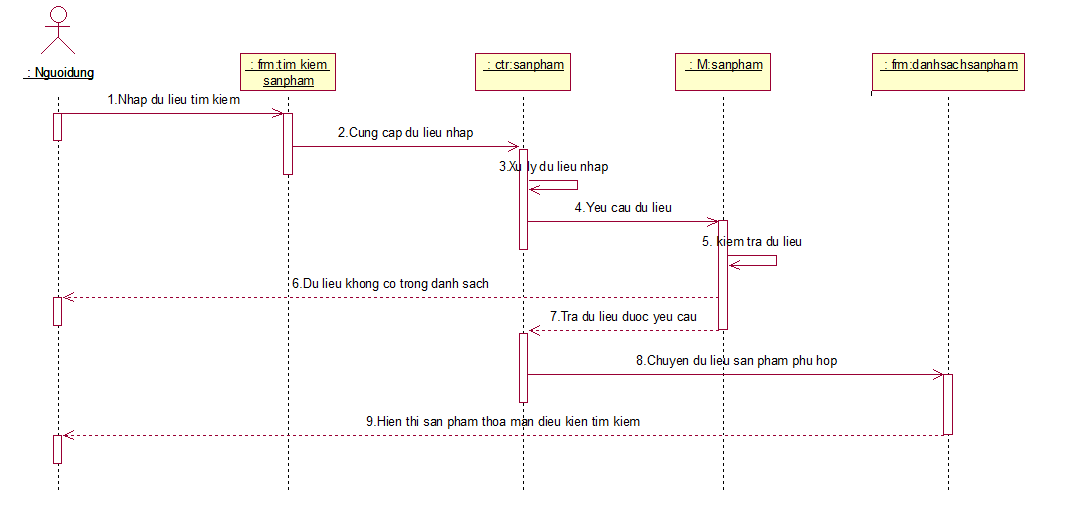 : frm:tim kiem
sanpham
: ctr:sanpham
: M:sanpham
: frm:danhsachsanpham
: Nguoidung
1.Nhap du lieu tim kiem
2.Cung cap du lieu nhap
3.Xu ly du lieu nhap
4.Yeu cau du lieu
5. kiem tra du lieu
6.Du lieu khong co trong danh sach
7.Tra du lieu duoc yeu cau
8.Chuyen du lieu san pham phu hop
9.Hien thi san pham thoa man dieu kien tim kiem